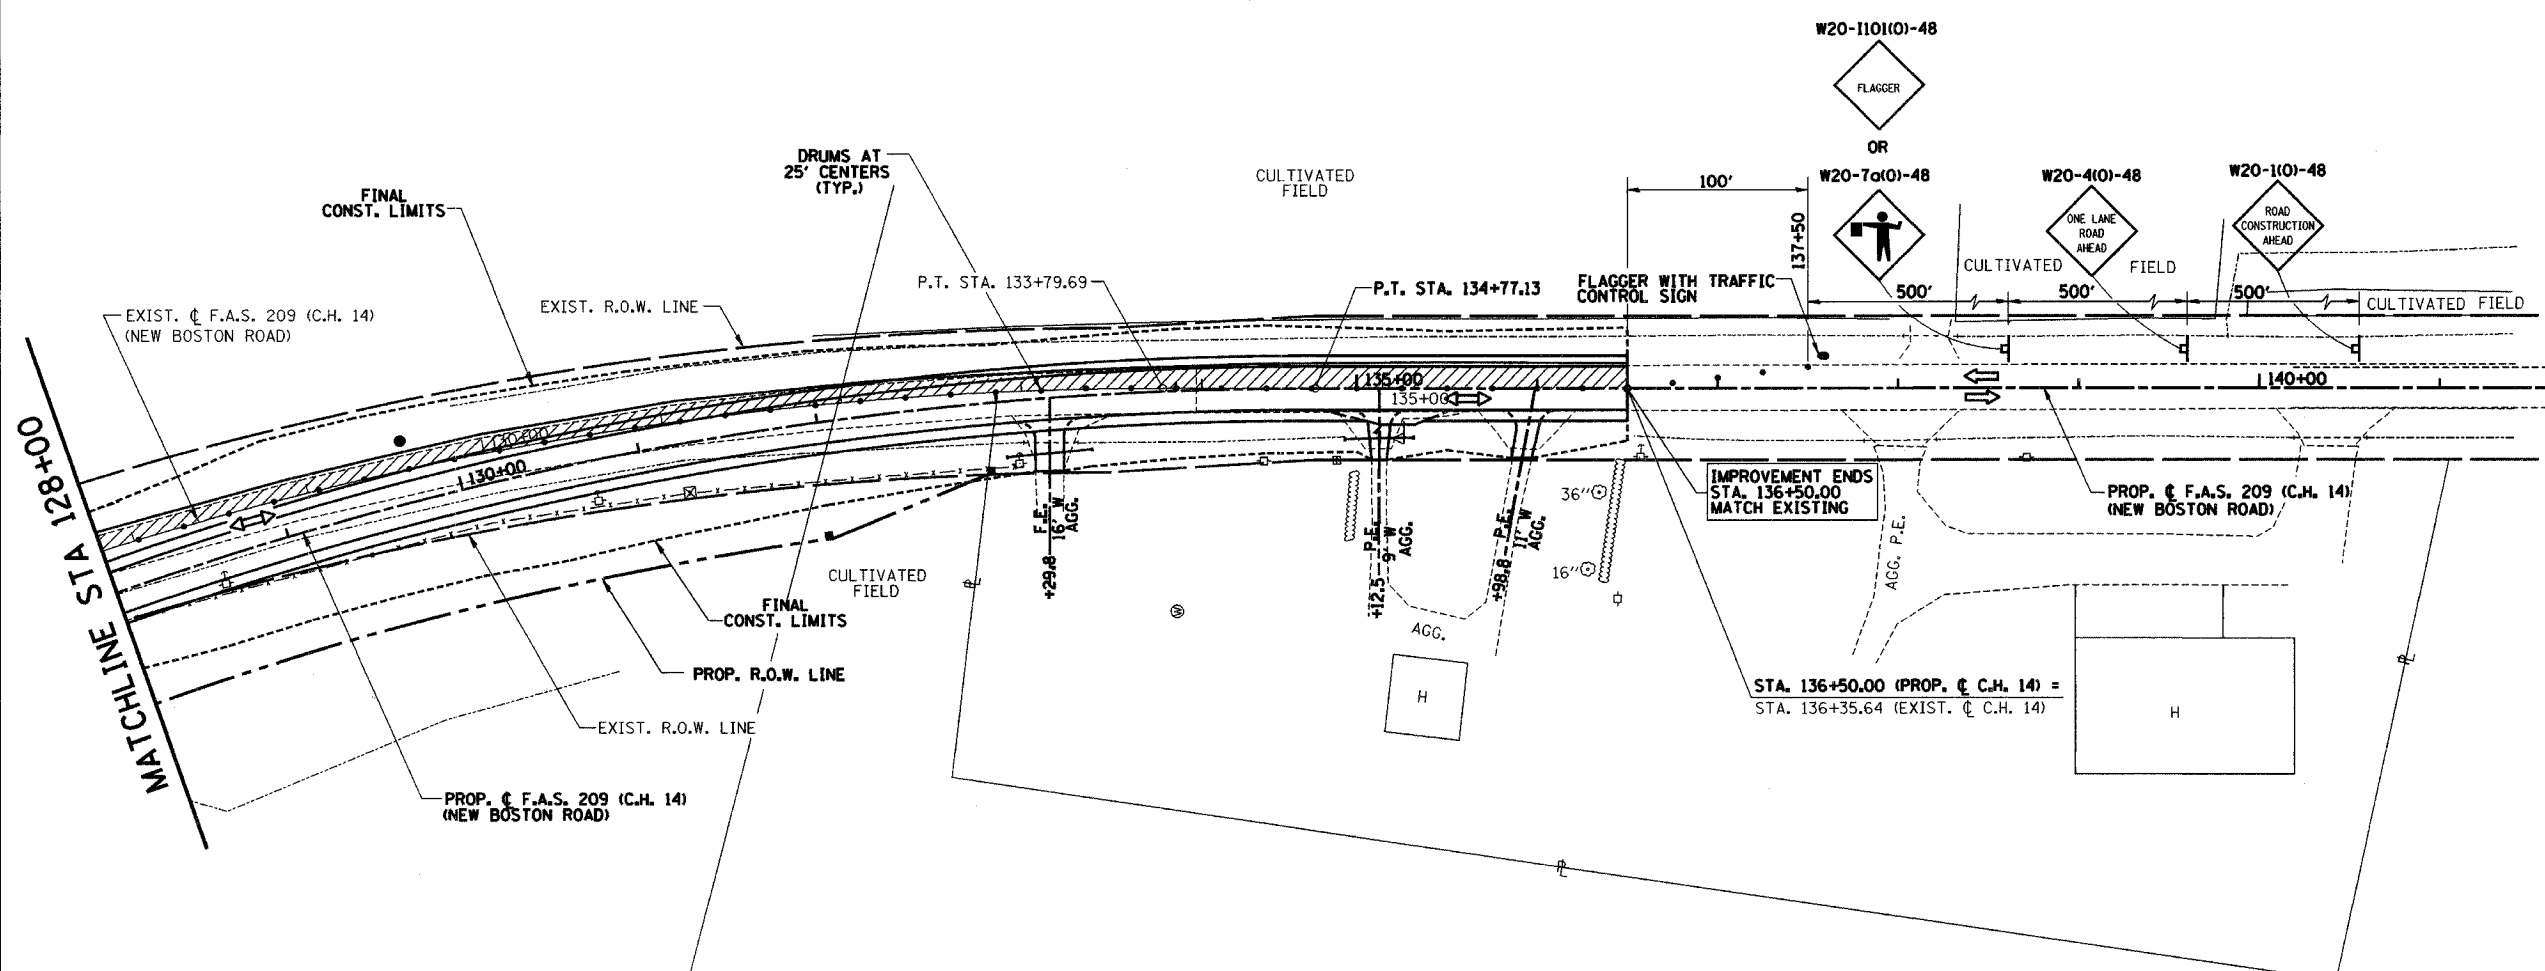 W20-I101(O)-48
FLAGGER
OR
W20-7a(O)-48
W20-4(O)-48
ONE LANE
ROAD
AHEAD
W20-1(O)-48
ROAD
CONSTRUCTION
AHEAD
DRUMS AT
25' CENTERS
(TYP.)
CULTIVATED
FIELD
100'
137+50
FINAL
CONST. LIMITS
P.T. STA. 133+79.69
P.T. STA. 134+77.13
FLAGGER WITH TRAFFIC
CONTROL SIGN
CULTIVATED FIELD
500'
500'
500'
CULTIVATED FIELD
EXIST. ℄ F.A.S. 209 (C.H. 14)
(NEW BOSTON ROAD)
EXIST. R.O.W. LINE
135+00
135+00
140+00
130+00
130+00
MATCHLINE STA 128+00
IMPROVEMENT ENDS
STA. 136+50.00
MATCH EXISTING
PROP. ℄ F.A.S. 209 (C.H. 14)
(NEW BOSTON ROAD)
36"
16"
+29.8
F.E.
16' W
AGG.
+12.5
P.E.
9' W
AGG.
+98.8
P.E.
11' W
AGG.
AGG. P.E.
CULTIVATED
FIELD
W
AGG.
FINAL
CONST. LIMITS
PROP. R.O.W. LINE
EXIST. R.O.W. LINE
H
STA. 136+50.00 (PROP. ℄ C.H. 14) =
STA. 136+35.64 (EXIST. ℄ C.H. 14)
H
PROP. ℄ F.A.S. 209 (C.H. 14)
(NEW BOSTON ROAD)
PL
PL
PL